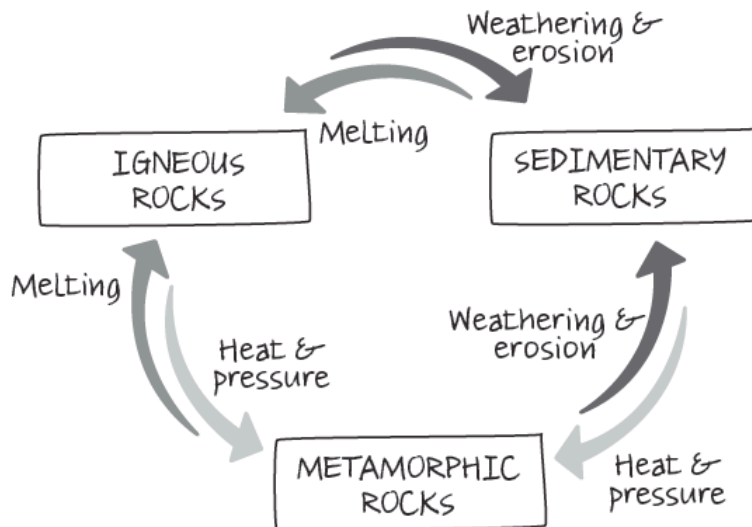 Weathering &
erosion
Melting
IGNEOUS
ROCKS
SEDIMENTARY
ROCKS
Melting
Heat &
pressure
Weathering &
erosion
METAMORPHIC
ROCKS
Heat &
pressure